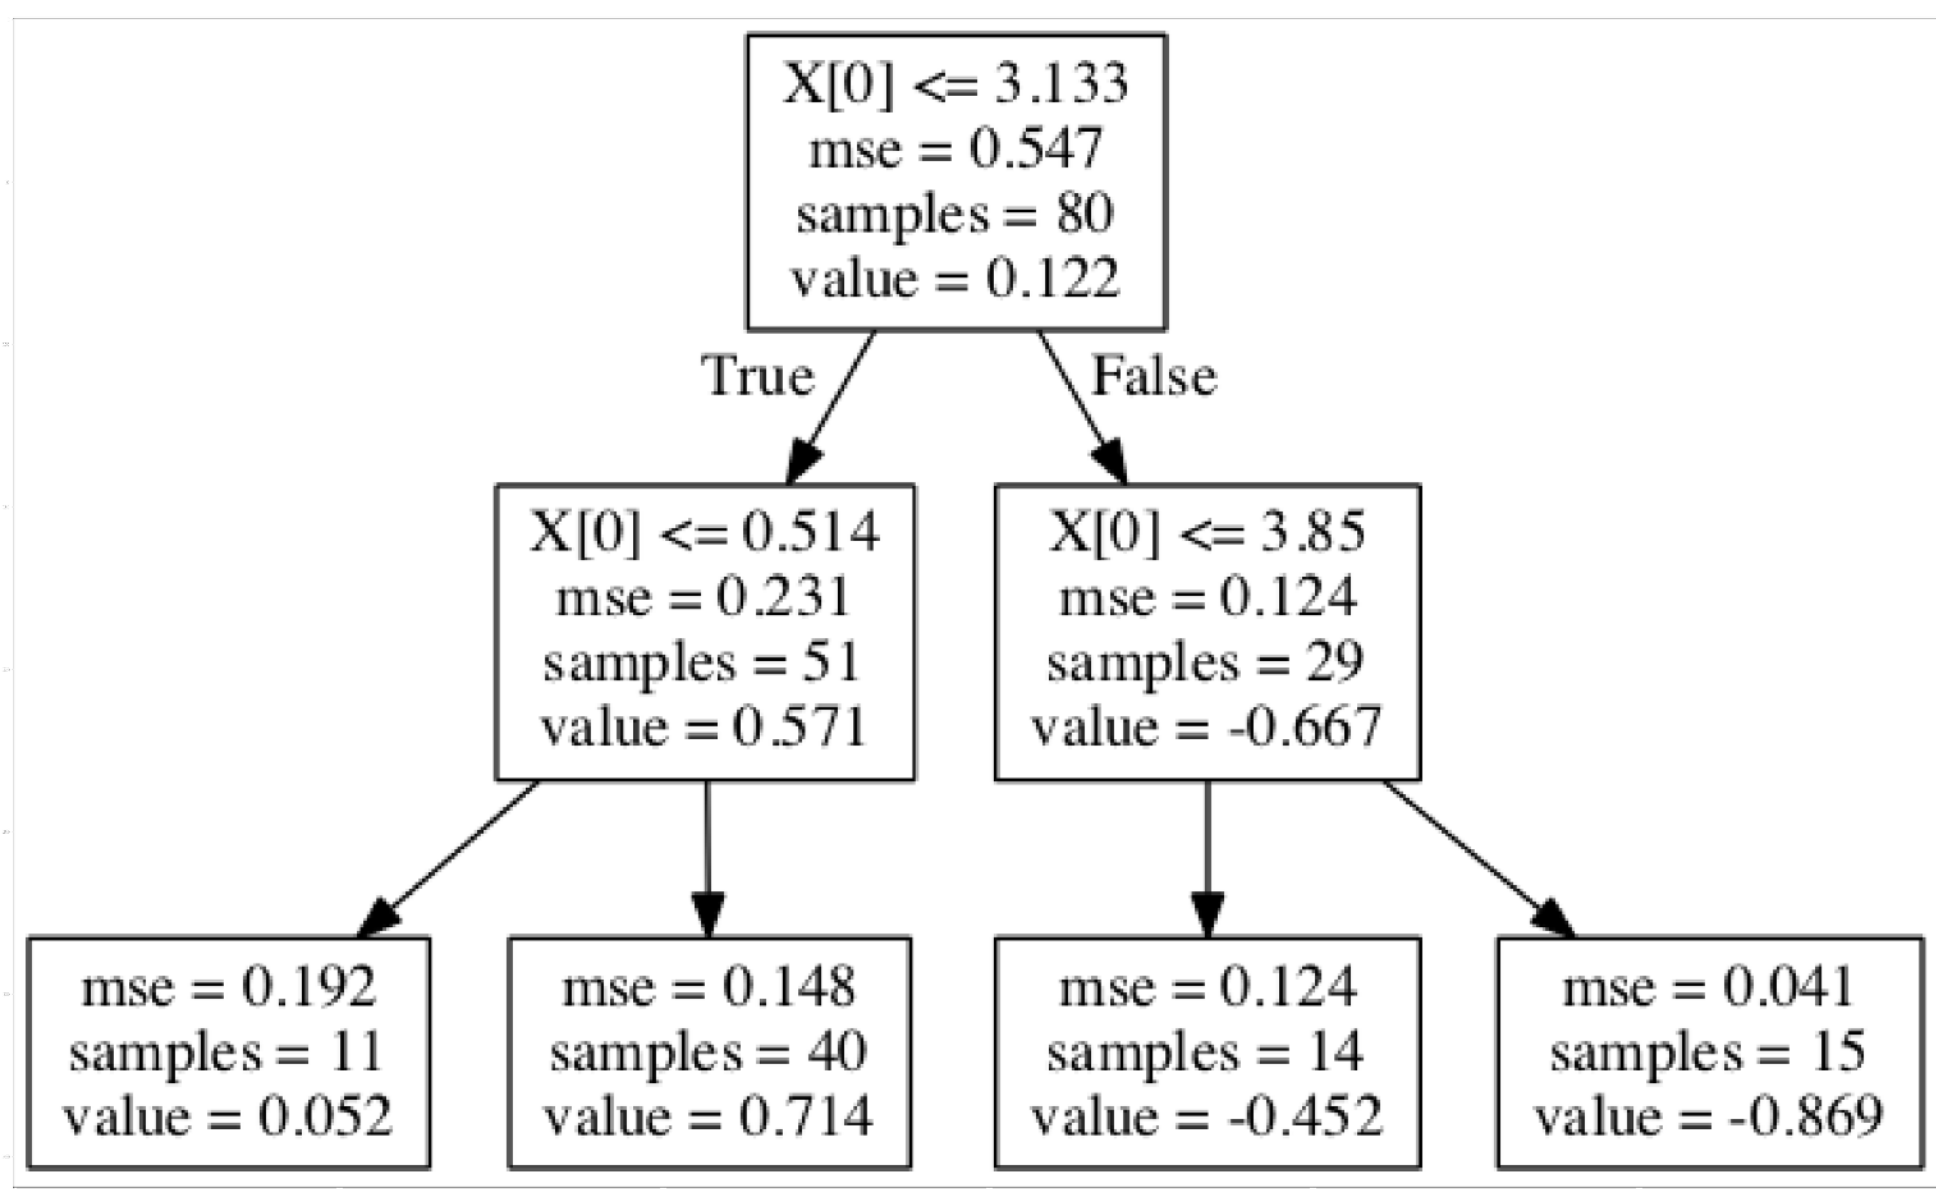 X[0] <= 3.133
mse = 0.547
samples = 80
value = 0.122
True
False
X[0] <= 0.514
mse = 0.231
samples = 51
value = 0.571
X[0] <= 3.85
mse = 0.124
samples = 29
value = -0.667
mse = 0.192
samples = 11
value = 0.052
mse = 0.148
samples = 40
value = 0.714
mse = 0.124
samples = 14
value = -0.452
mse = 0.041
samples = 15
value = -0.869